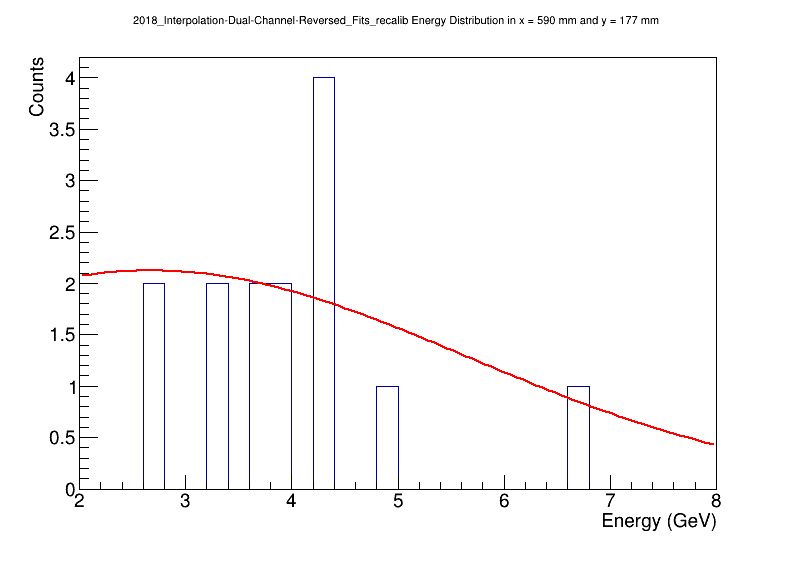 2018_Interpolation-Dual-Channel-Reversed_Fits_recalib Energy Distribution in x = 590 mm and y = 177 mm
Counts
4
3.5
3
2.5
2
1.5
1
0.5
0
2 3 4 5 6 7 8
Energy (GeV)